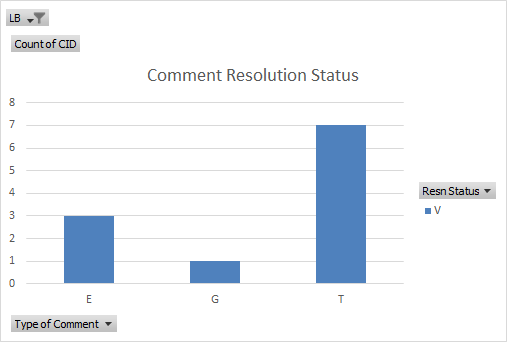 LB
Count of CID
Comment Resolution Status
8
7
6
5
4
3
2
1
0
E G T
Resn Status
V
Type of Comment